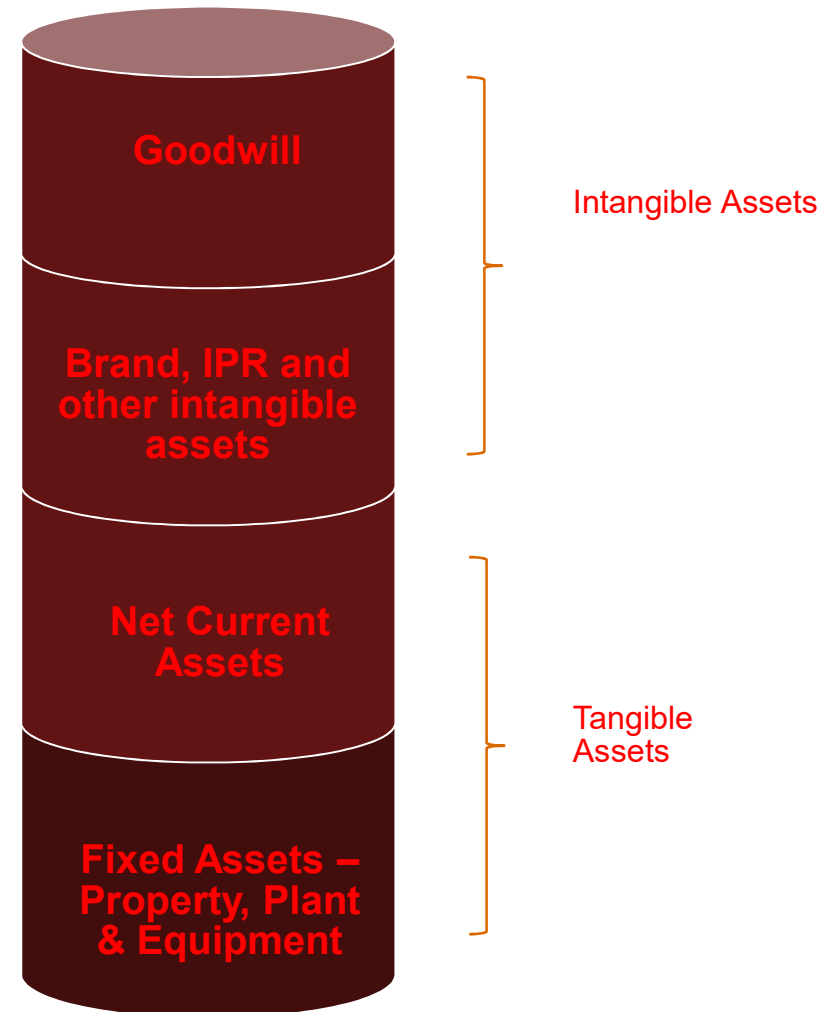 Goodwill
Intangible Assets
Brand, IPR and
other intangible
assets
Net Current
Assets
Tangible
Assets
Fixed Assets –
Property, Plant
& Equipment